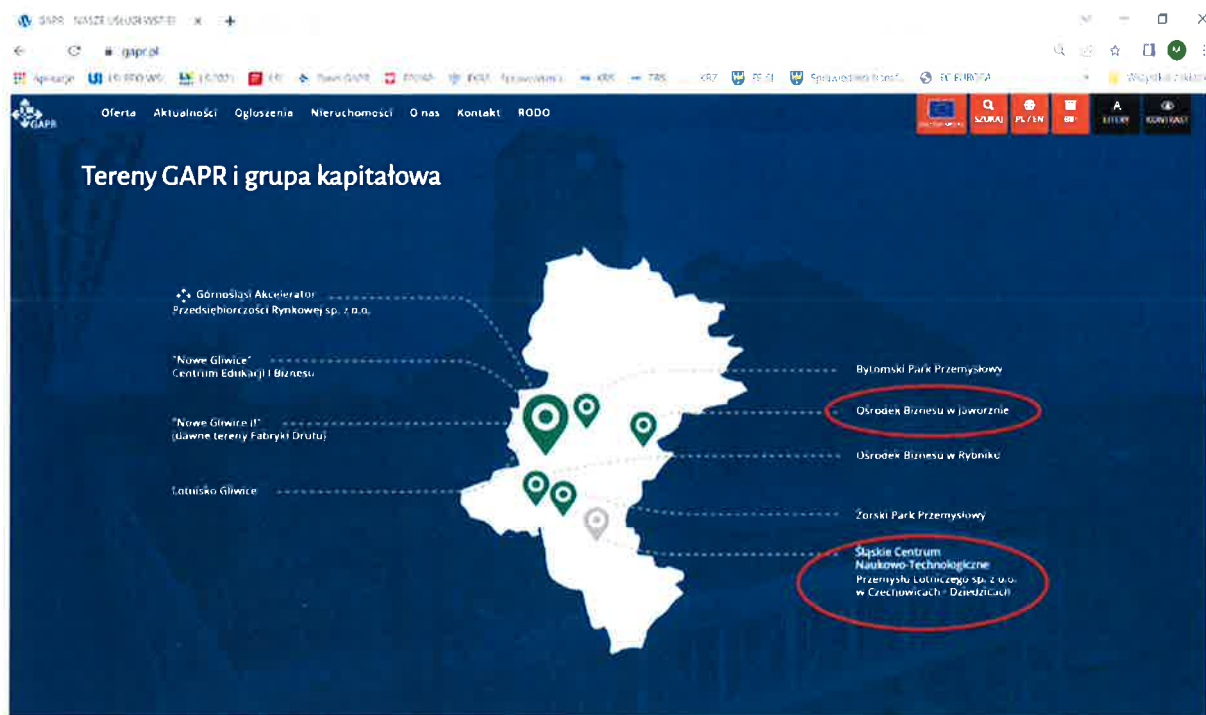 gapr.pl
GAPR
Oferta Aktualności Ogłoszenia Nieruchomości O nas Kontakt RODO
SZUKAJ PL / EN LITERY KONTRAST
Tereny GAPR i grupa kapitałowa
Górnośląski Akcelerator
Przedsiębiorczości Rynkowej sp. z o.o.
"Nowe Gliwice"
Centrum Edukacji i Biznesu
"Nowe Gliwice II"
(dawne tereny Fabryki Drutu)
Lotnisko Gliwice
Bytomski Park Przemysłowy
Ośrodek Biznesu w Jaworznie
Ośrodek Biznesu w Rybniku
Żorski Park Przemysłowy
Śląskie Centrum
Naukowo-Technologiczne
Przemysłu Lotniczego sp. z o.o.
w Czechowicach - Dziedzicach